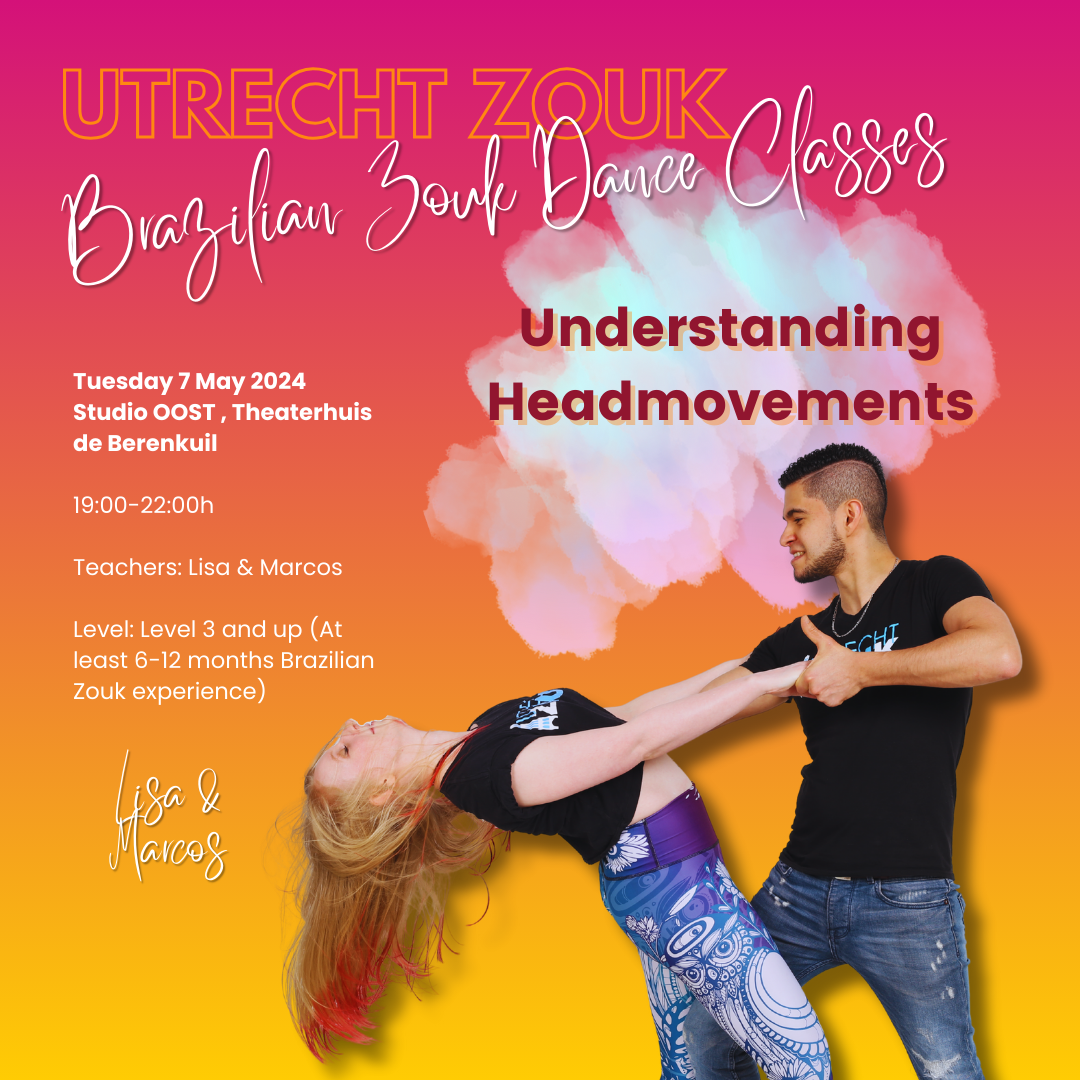 UTRECHT ZOUK
Brazilian Zouk Dance Classes
Understanding
Headmovements
Tuesday 7 May 2024
Studio OOST , Theaterhuis
de Berenkuil
19:00-22:00h
Teachers: Lisa & Marcos
Level: Level 3 and up (At
least 6-12 months Brazilian
Zouk experience)
Lisa &
Marcos